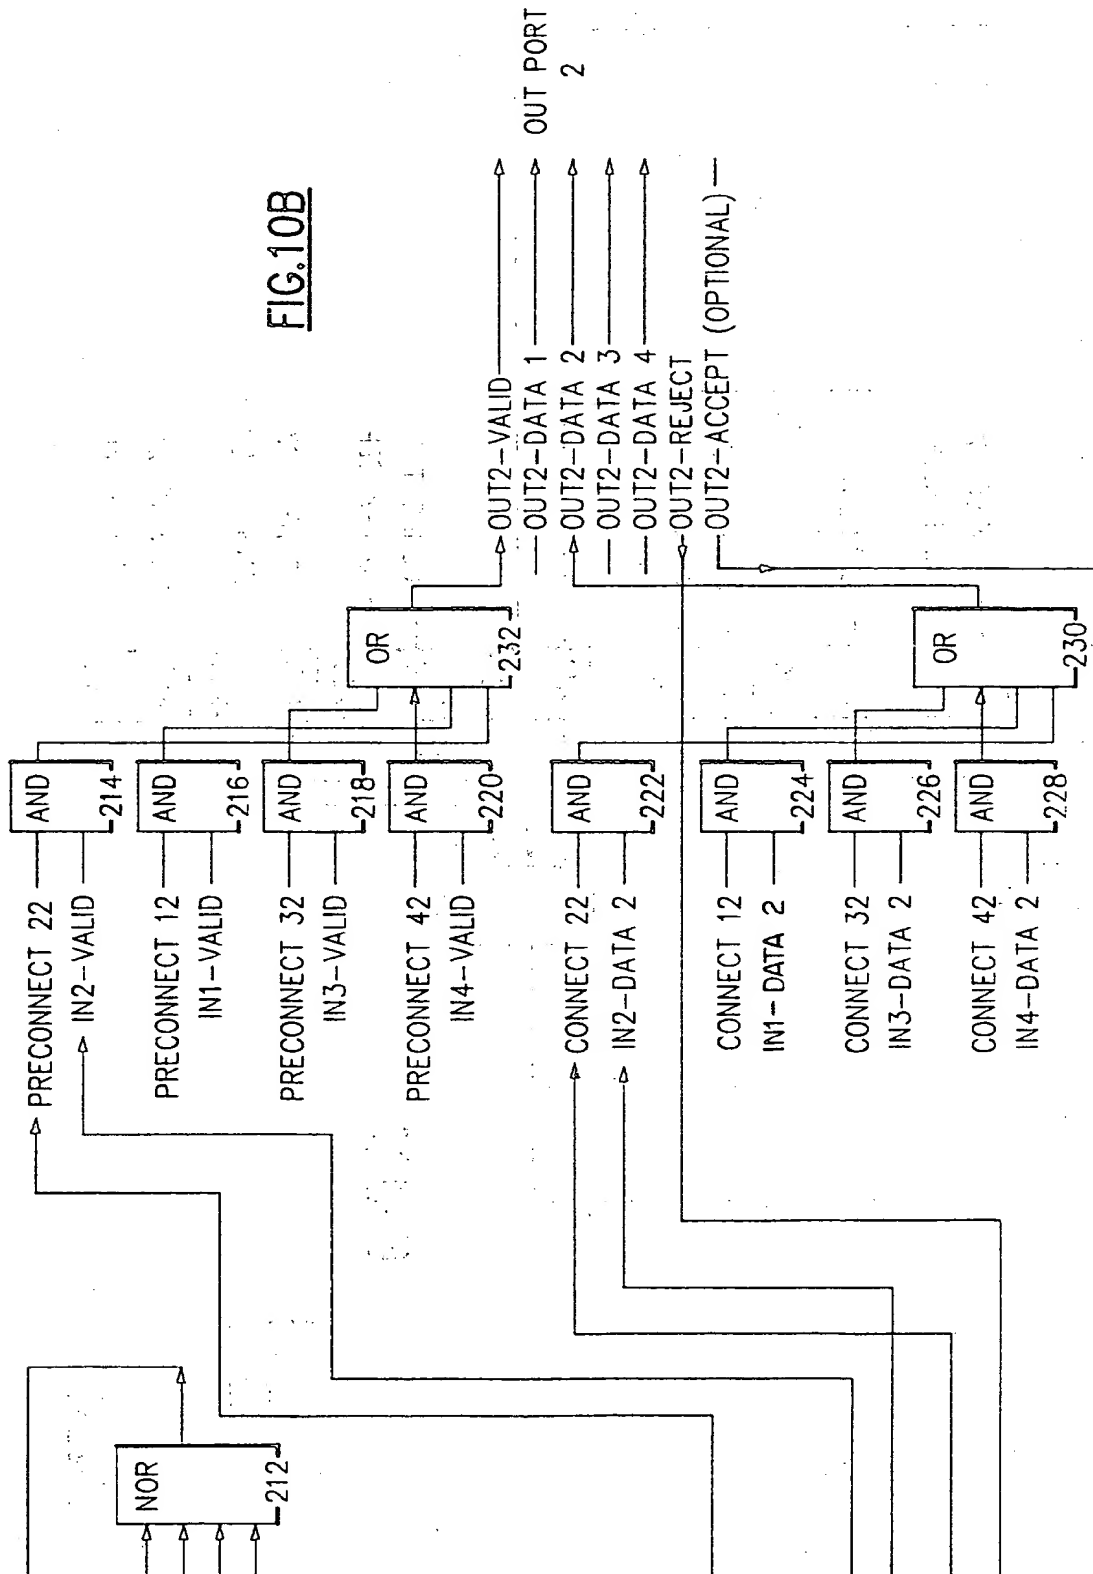 FIG.10B
NOR
212
PRECONNECT 22
IN2-VALID
AND
214
PRECONNECT 12
IN1-VALID
AND
216
PRECONNECT 32
IN3-VALID
AND
218
PRECONNECT 42
IN4-VALID
AND
220
OR
232
CONNECT 22
IN2-DATA 2
AND
222
CONNECT 12
IN1-DATA 2
AND
224
CONNECT 32
IN3-DATA 2
AND
226
CONNECT 42
IN4-DATA 2
AND
228
OR
230
OUT2-VALID
OUT2-DATA 1
OUT2-DATA 2
OUT2-DATA 3
OUT2-DATA 4
OUT2-REJECT
OUT2-ACCEPT (OPTIONAL)
OUT PORT
2